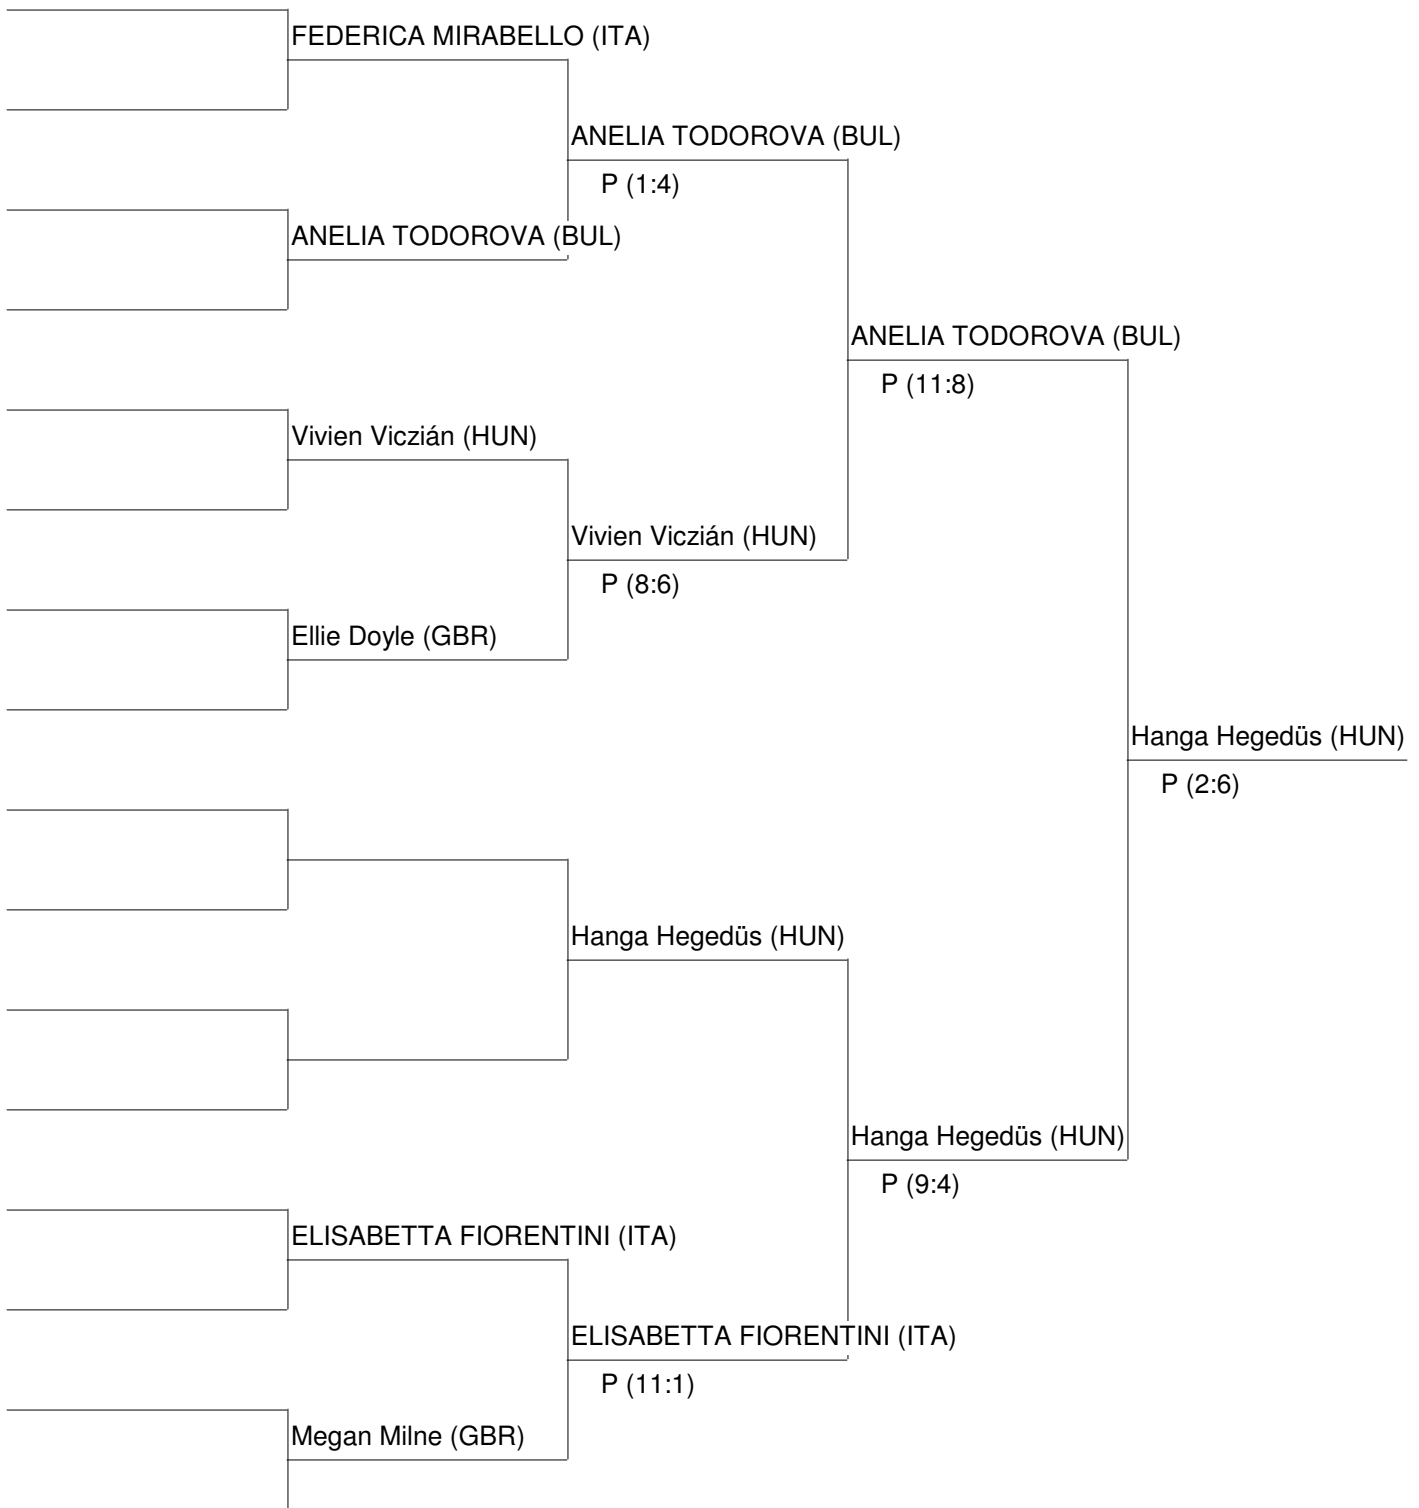 FEDERICA MIRABELLO (ITA)
ANELIA TODOROVA (BUL)
P (1:4)
ANELIA TODOROVA (BUL)
ANELIA TODOROVA (BUL)
P (11:8)
Vivien Viczián (HUN)
Vivien Viczián (HUN)
P (8:6)
Ellie Doyle (GBR)
Hanga Hegedüs (HUN)
P (2:6)
Hanga Hegedüs (HUN)
Hanga Hegedüs (HUN)
P (9:4)
ELISABETTA FIORENTINI (ITA)
ELISABETTA FIORENTINI (ITA)
P (11:1)
Megan Milne (GBR)